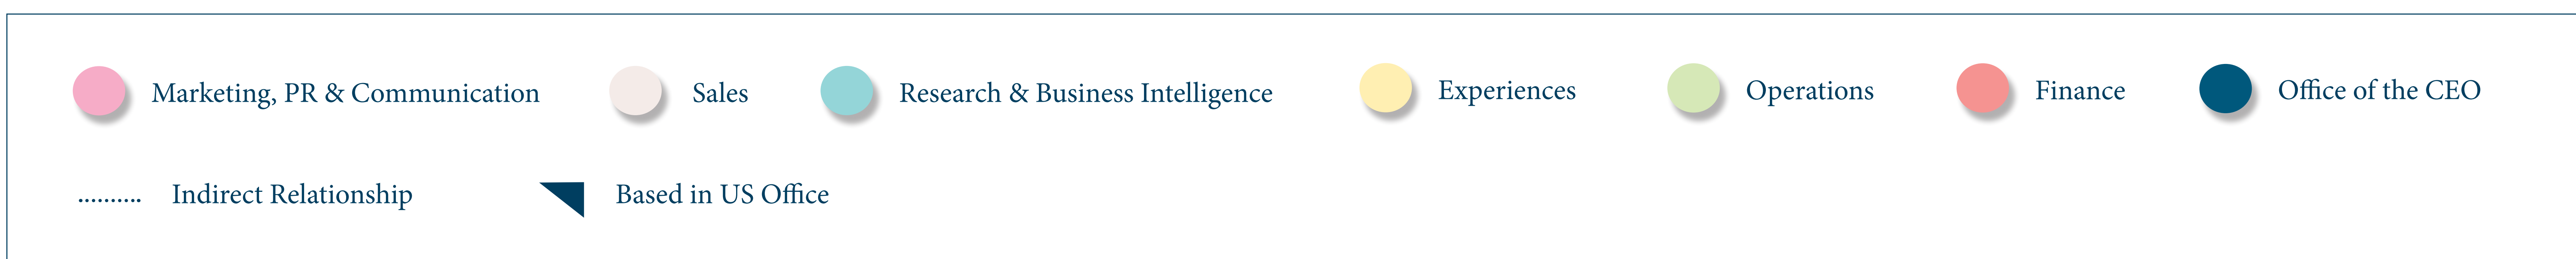 Marketing, PR & Communication Sales Research & Business Intelligence Experiences Operations Finance Office of the CEO
Indirect Relationship Based in US Office